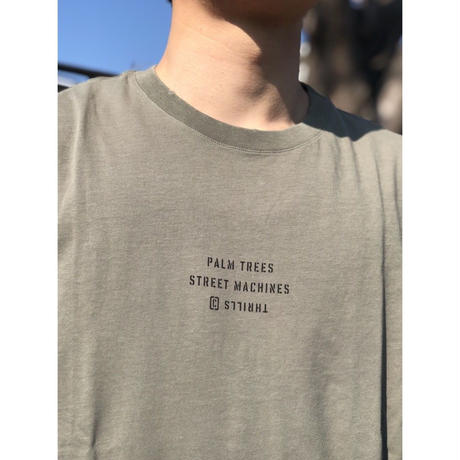 PALM TREES
STREET MACHINES
THRILLS [C]